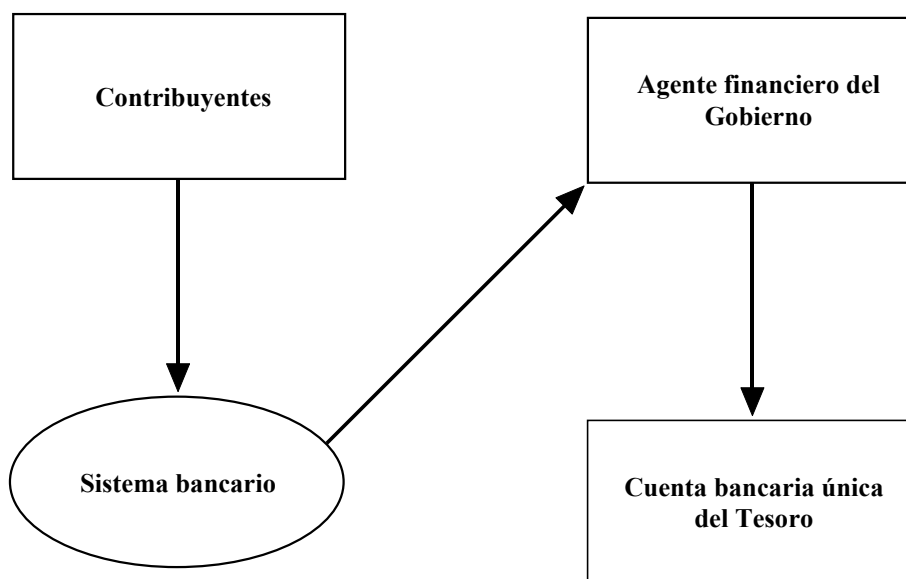 Contribuyentes
Agente financiero del
Gobierno
Sistema bancario
Cuenta bancaria única
del Tesoro